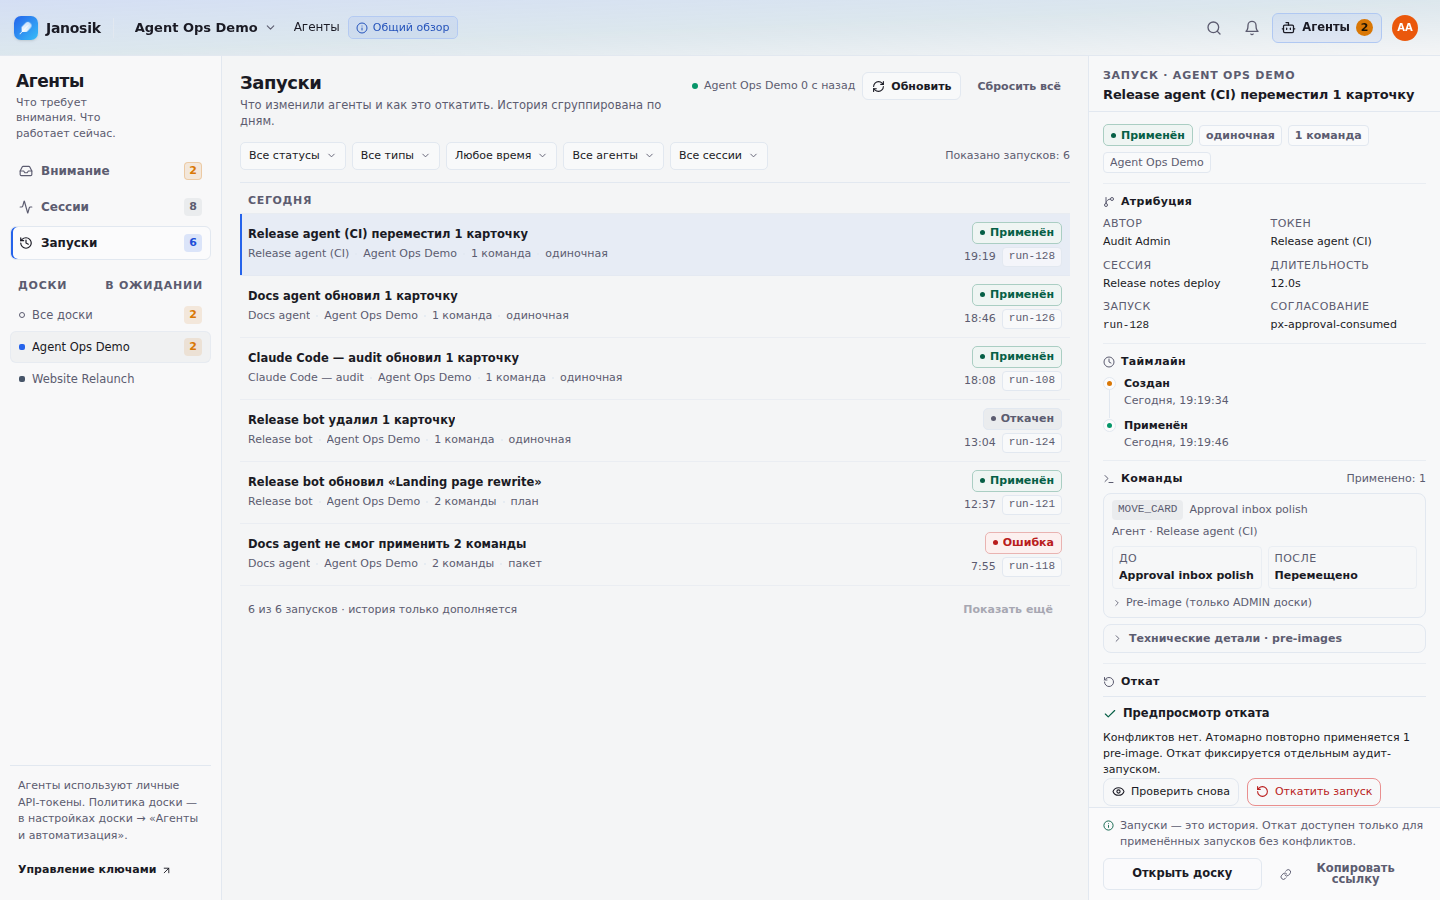 Janosik
Agent Ops Demo
Агенты
Общий обзор
Агенты 2
AA
Агенты
Что требует
внимания. Что
работает сейчас.
Внимание 2
Сессии 8
Запуски 6
ДОСКИ В ОЖИДАНИИ
Все доски 2
Agent Ops Demo 2
Website Relaunch
Агенты используют личные
API-токены. Политика доски —
в настройках доски → «Агенты
и автоматизация».
Управление ключами
Запуски
Что изменили агенты и как это откатить. История сгруппирована по
дням.
Agent Ops Demo 0 с назад
Обновить
Сбросить всё
Все статусы
Все типы
Любое время
Все агенты
Все сессии
Показано запусков: 6
СЕГОДНЯ
Release agent (CI) переместил 1 карточку
Применён
Release agent (CI) Agent Ops Demo 1 команда одиночная
19:19 run-128
Docs agent обновил 1 карточку
Применён
Docs agent · Agent Ops Demo · 1 команда · одиночная
18:46 run-126
Claude Code — audit обновил 1 карточку
Применён
Claude Code — audit · Agent Ops Demo · 1 команда · одиночная
18:08 run-108
Release bot удалил 1 карточку
Откачен
Release bot · Agent Ops Demo 1 команда · одиночная
13:04 run-124
Release bot обновил «Landing page rewrite»
Применён
Release bot · Agent Ops Demo · 2 команды · план
12:37 run-121
Docs agent не смог применить 2 команды
Ошибка
Docs agent · Agent Ops Demo · 2 команды · пакет
7:55 run-118
6 из 6 запусков · история только дополняется
Показать ещё
ЗАПУСК · AGENT OPS DEMO
Release agent (CI) переместил 1 карточку
Применён одиночная 1 команда
Agent Ops Demo
Атрибуция
АВТОР ТОКЕН
Audit Admin Release agent (CI)
СЕССИЯ ДЛИТЕЛЬНОСТЬ
Release notes deploy 12.0s
ЗАПУСК СОГЛАСОВАНИЕ
run-128 px-approval-consumed
Таймлайн
Создан
Сегодня, 19:19:34
Применён
Сегодня, 19:19:46
Команды Применено: 1
MOVE_CARD Approval inbox polish
Агент · Release agent (CI)
ДО ПОСЛЕ
Approval inbox polish Перемещено
Pre-image (только ADMIN доски)
Технические детали · pre-images
Откат
Предпросмотр отката
Конфликтов нет. Атомарно повторно применяется 1
pre-image. Откат фиксируется отдельным аудит-
запуском.
Проверить снова
Откатить запуск
Запуски — это история. Откат доступен только для
применённых запусков без конфликтов.
Открыть доску
Копировать
ссылку